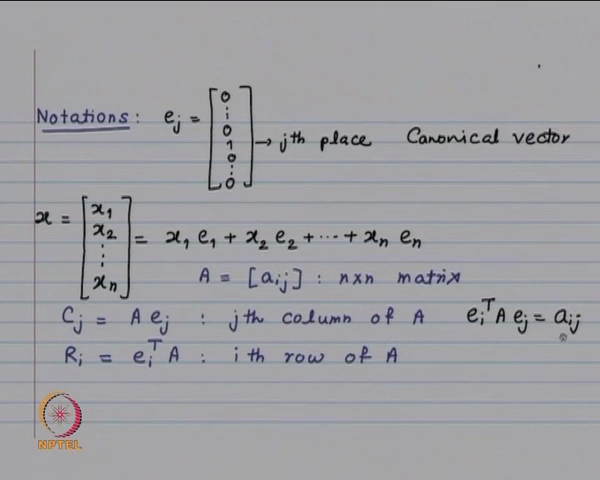 Notations: e_j = [0 ⋮ 0 1 0 ⋮ 0] → jth place Canonical vector
x = [x_1 x_2 ⋮ x_n] = x_1 e_1 + x_2 e_2 + ⋯ + x_n e_n
A = [a_ij] : n×n matrix
C_j = A e_j : jth column of A e_i^T A e_j = a_ij
R_i = e_i^T A : i th row of A
NPTEL